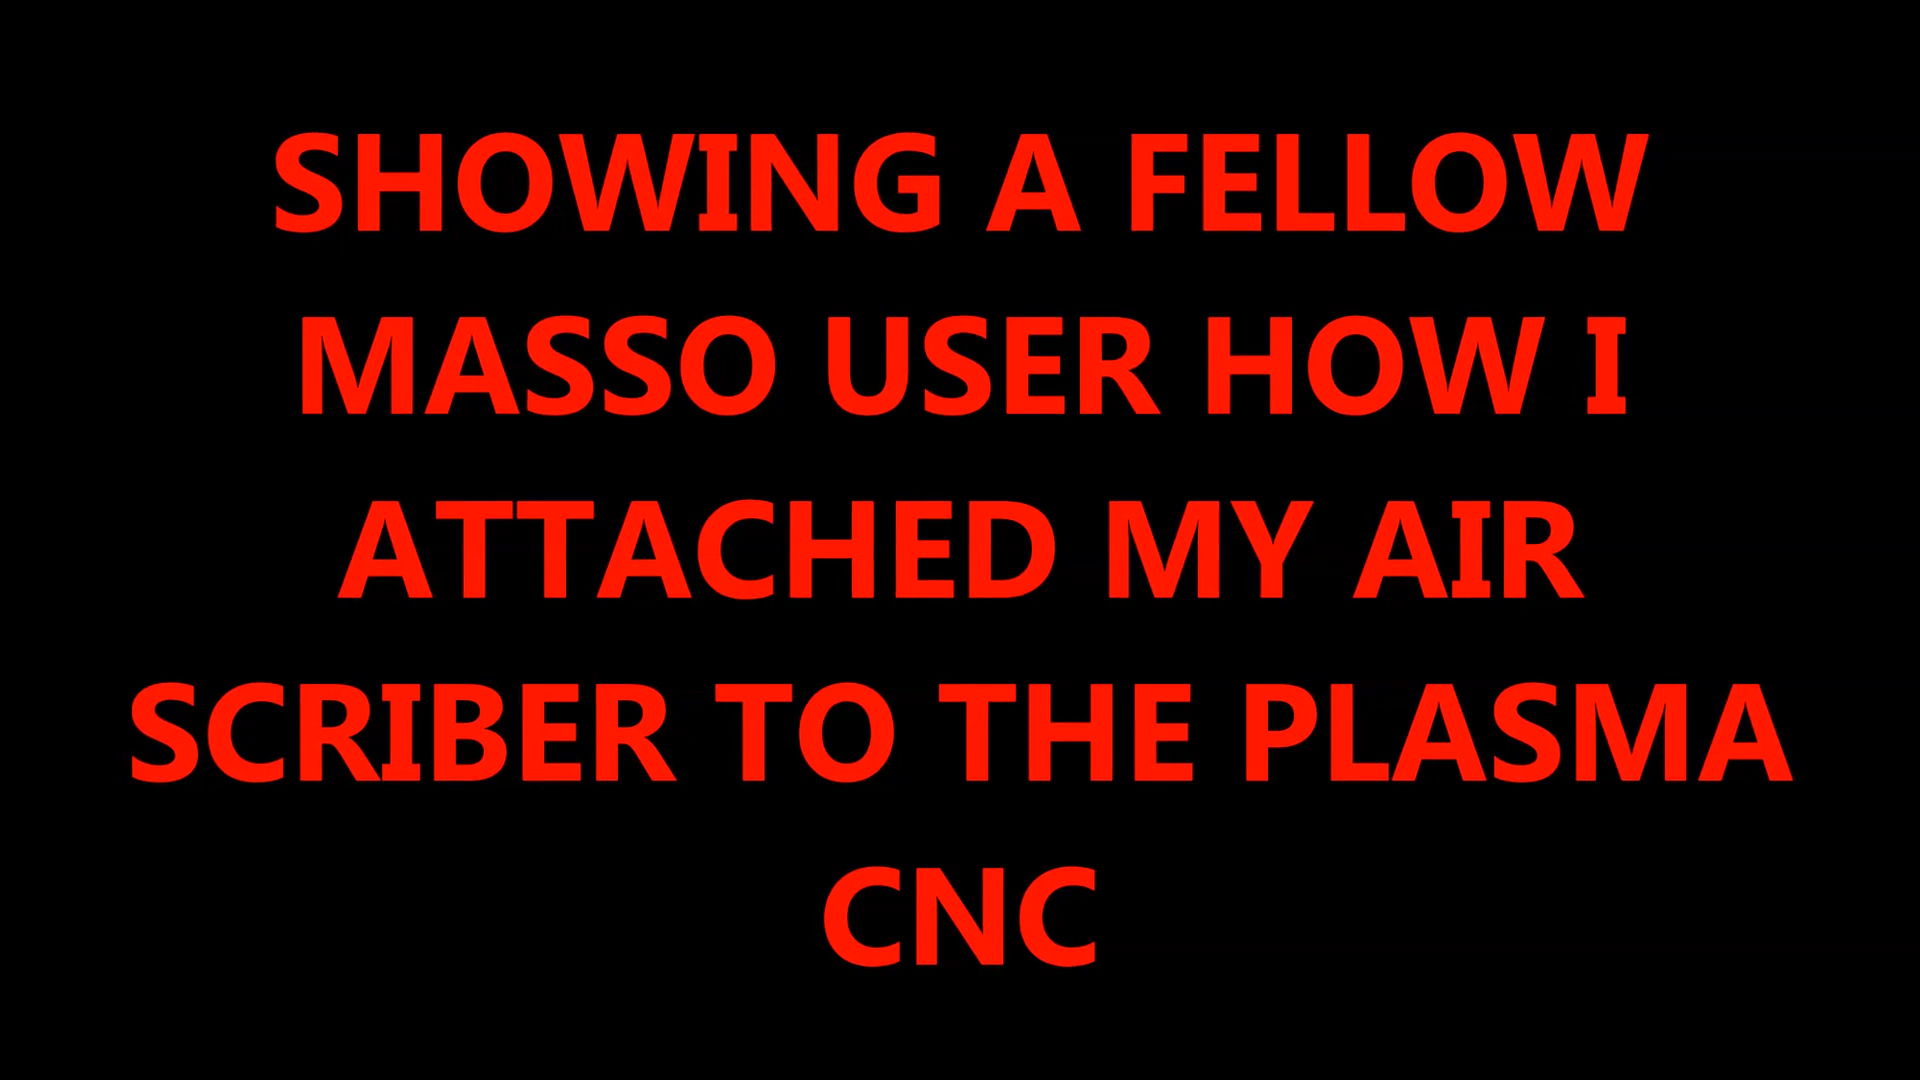 SHOWING A FELLOW
MASSO USER HOW I
ATTACHED MY AIR
SCRIBER TO THE PLASMA
CNC